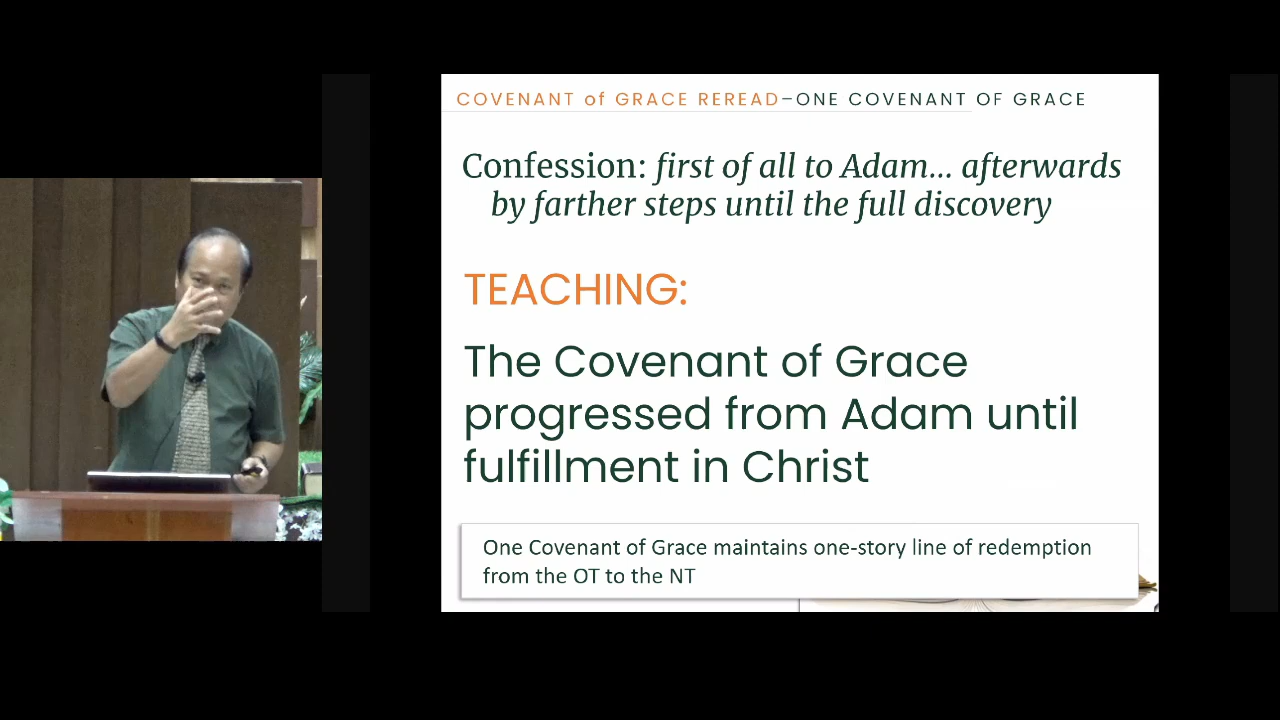 COVENANT of GRACE REREAD–ONE COVENANT OF GRACE
Confession: first of all to Adam... afterwards
by farther steps until the full discovery
TEACHING:
The Covenant of Grace
progressed from Adam until
fulfillment in Christ
One Covenant of Grace maintains one-story line of redemption
from the OT to the NT